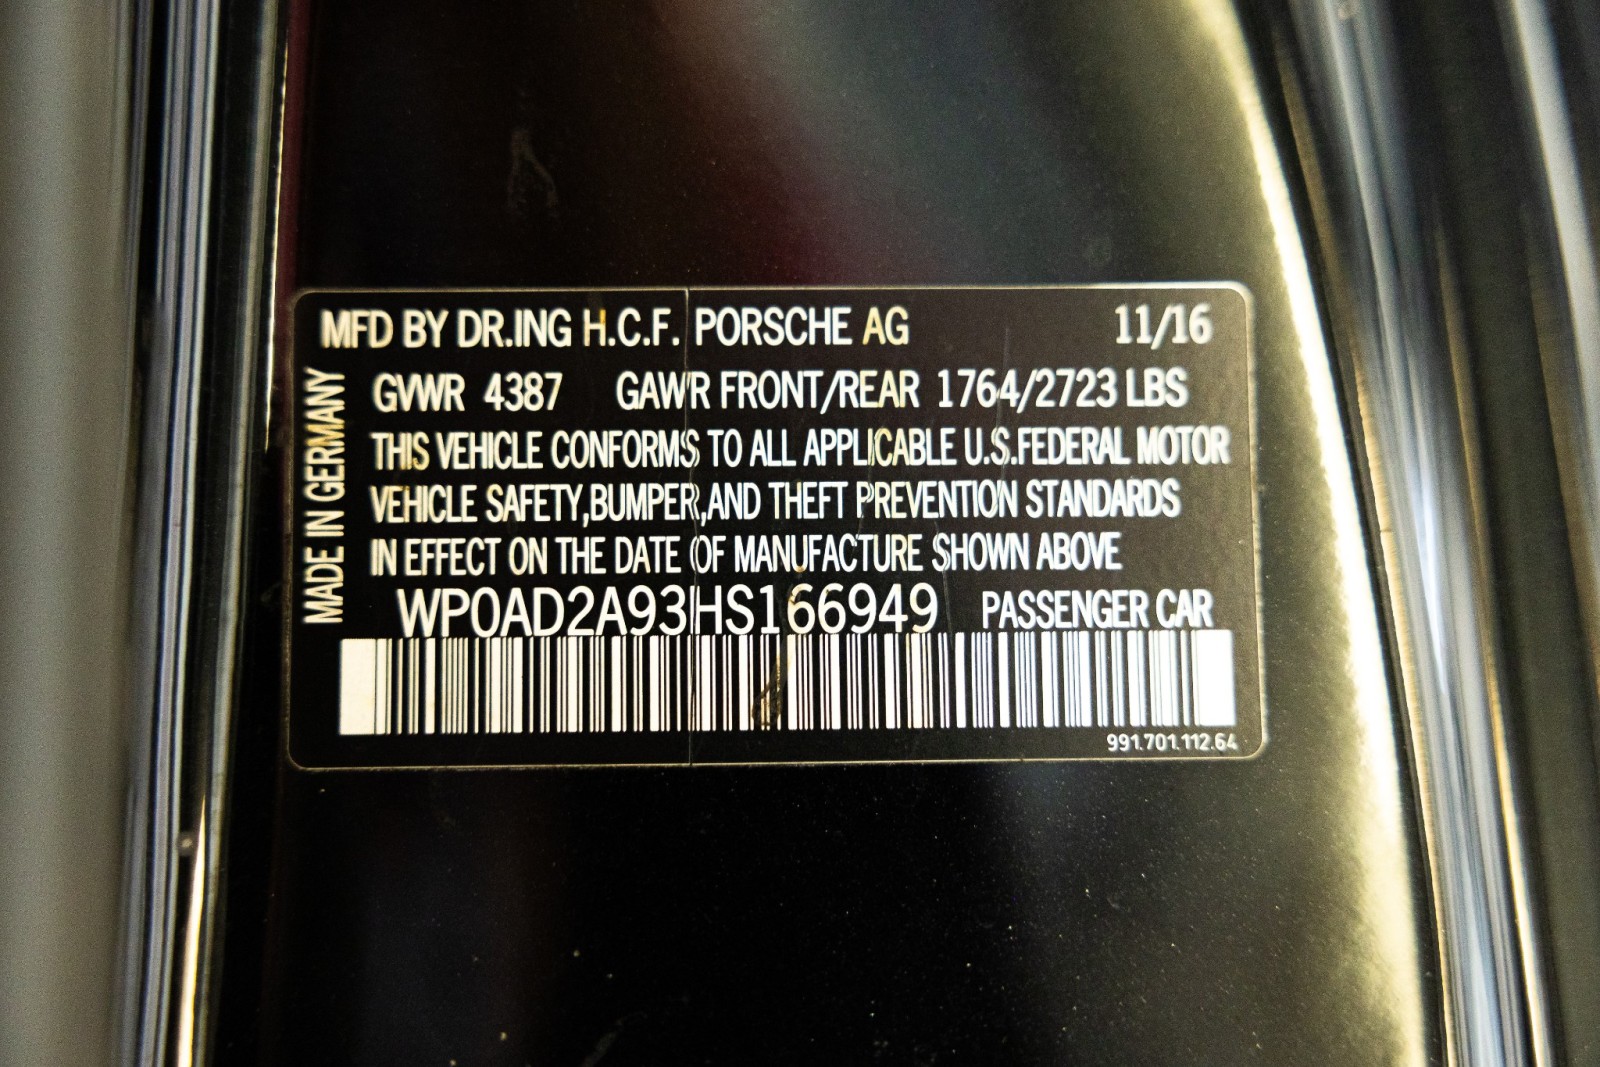 MFD BY DR.ING H.C.F. PORSCHE AG 11/16
GVWR 4387 GAWR FRONT/REAR 1764/2723 LBS
THIS VEHICLE CONFORMS TO ALL APPLICABLE U.S.FEDERAL MOTOR
VEHICLE SAFETY,BUMPER,AND THEFT PREVENTION STANDARDS
IN EFFECT ON THE DATE OF MANUFACTURE SHOWN ABOVE
WP0AD2A93HS166949 PASSENGER CAR
991.701.112.64
MADE IN GERMANY